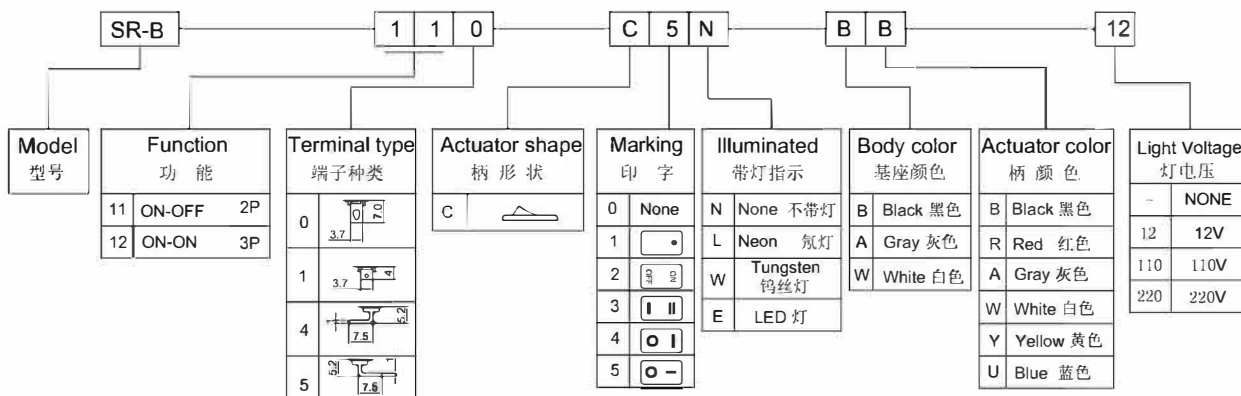 SR-B 1 1 0 C 5 N B B 12
Model
型号
Function
功 能
11 ON-OFF 2P
12 ON-ON 3P
Terminal type
端子种类
0 3.7 7.0
1 3.7 4
4 7.5 5.2
5 5.2 7.5 1
Actuator shape
柄 形 状
C
Marking
印 字
0 None
1
2 OFF ON
3 I II
4 O I
5 O –
Illuminated
带灯指示
N None 不带灯
L Neon 氖灯
W Tungsten
钨丝灯
E LED 灯
Body color
基座颜色
B Black 黑色
A Gray 灰色
W White 白色
Actuator color
柄 颜 色
B Black 黑色
R Red 红色
A Gray 灰色
W White 白色
Y Yellow 黄色
U Blue 蓝色
Light Voltage
灯电压
– NONE
12 12V
110 110V
220 220V